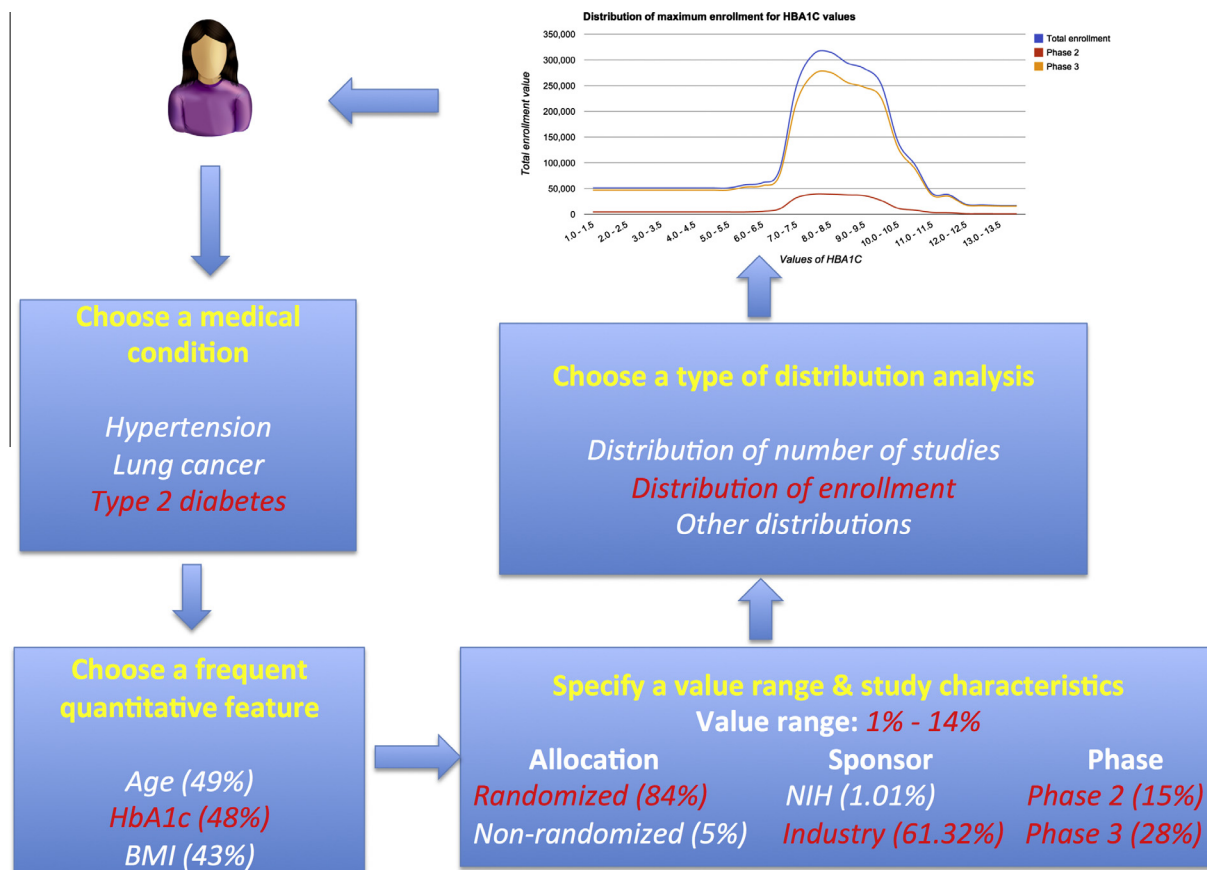 Distribution of maximum enrollment for HBA1C values
350,000
300,000
250,000
200,000
150,000
100,000
50,000
0
Total enrollment value
1.0 - 1.5
2.0 - 2.5
3.0 - 3.5
4.0 - 4.5
5.0 - 5.5
6.0 - 6.5
7.0 - 7.5
8.0 - 8.5
9.0 - 9.5
10.0 - 10.5
11.0 - 11.5
12.0 - 12.5
13.0 - 13.5
Values of HBA1C
Total enrollment
Phase 2
Phase 3
Choose a medical
condition
Hypertension
Lung cancer
Type 2 diabetes
Choose a frequent
quantitative feature
Age (49%)
HbA1c (48%)
BMI (43%)
Specify a value range & study characteristics
Value range: 1% - 14%
Allocation Sponsor Phase
Randomized (84%) NIH (1.01%) Phase 2 (15%)
Non-randomized (5%) Industry (61.32%) Phase 3 (28%)
Choose a type of distribution analysis
Distribution of number of studies
Distribution of enrollment
Other distributions